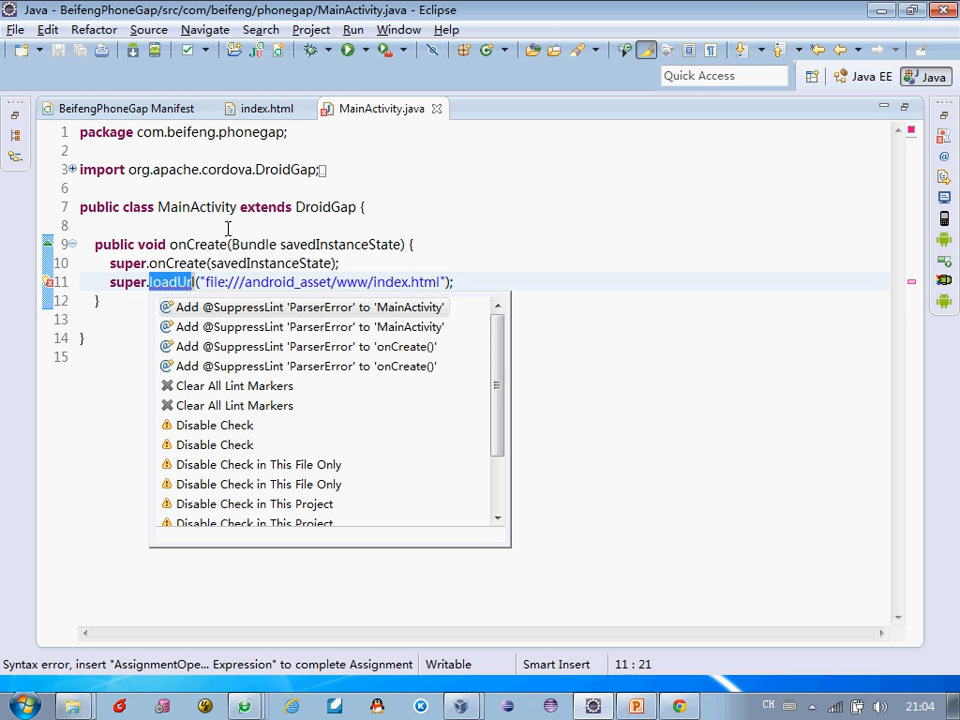 Java - BeifengPhoneGap/src/com/beifeng/phonegap/MainActivity.java - Eclipse
File Edit Refactor Source Navigate Search Project Run Window Help
Quick Access
Java EE
Java
BeifengPhoneGap Manifest
index.html
MainActivity.java
1 package com.beifeng.phonegap;
2
3 import org.apache.cordova.DroidGap;
6
7 public class MainActivity extends DroidGap {
8
9 public void onCreate(Bundle savedInstanceState) {
10 super.onCreate(savedInstanceState);
11 super.loadUrl("file:///android_asset/www/index.html");
12 }
13
14 }
15
Add @SuppressLint 'ParserError' to 'MainActivity'
Add @SuppressLint 'ParserError' to 'MainActivity'
Add @SuppressLint 'ParserError' to 'onCreate()'
Add @SuppressLint 'ParserError' to 'onCreate()'
Clear All Lint Markers
Clear All Lint Markers
Disable Check
Disable Check
Disable Check in This File Only
Disable Check in This File Only
Disable Check in This Project
Disable Check in This Project
Syntax error, insert "AssignmentOpe... Expression" to complete Assignment
Writable
Smart Insert
11 : 21
CH
21:04